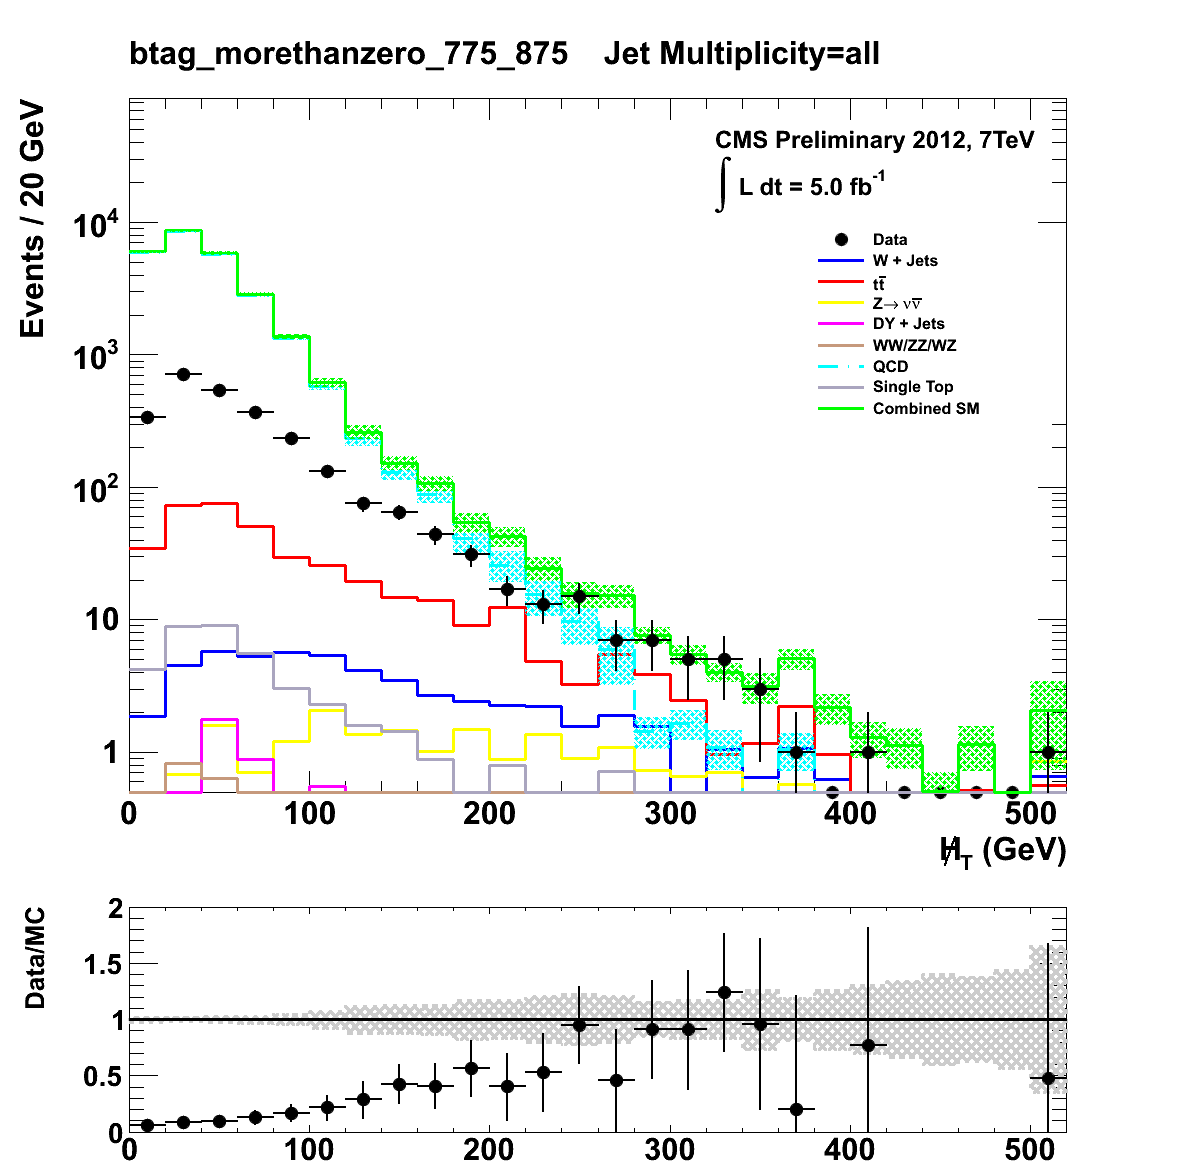 btag_morethanzero_775_875 Jet Multiplicity=all
Events / 20 GeV
CMS Preliminary 2012, 7TeV
∫ L dt = 5.0 fb⁻¹
Data
W + Jets
tt̅
Z→ νν̅
DY + Jets
WW/ZZ/WZ
QCD
Single Top
Combined SM
10⁴
10³
10²
10
1
0 100 200 300 400 500
H̸_T (GeV)
Data/MC
2
1.5
1
0.5
0
0 100 200 300 400 500